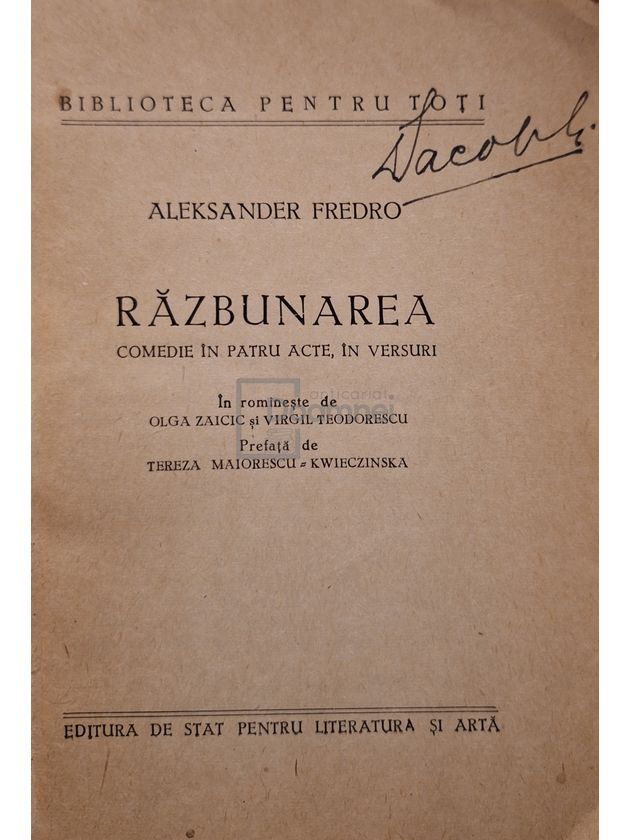 BIBLIOTECA PENTRU TOȚI
ALEKSANDER FREDRO
RĂZBUNAREA
COMEDIE ÎN PATRU ACTE, ÎN VERSURI
În romînește de
OLGA ZAICIC și VIRGIL TEODORESCU
Prefață de
TEREZA MAIORESCU-KWIECZINSKA
EDITURA DE STAT PENTRU LITERATURA ȘI ARTĂ